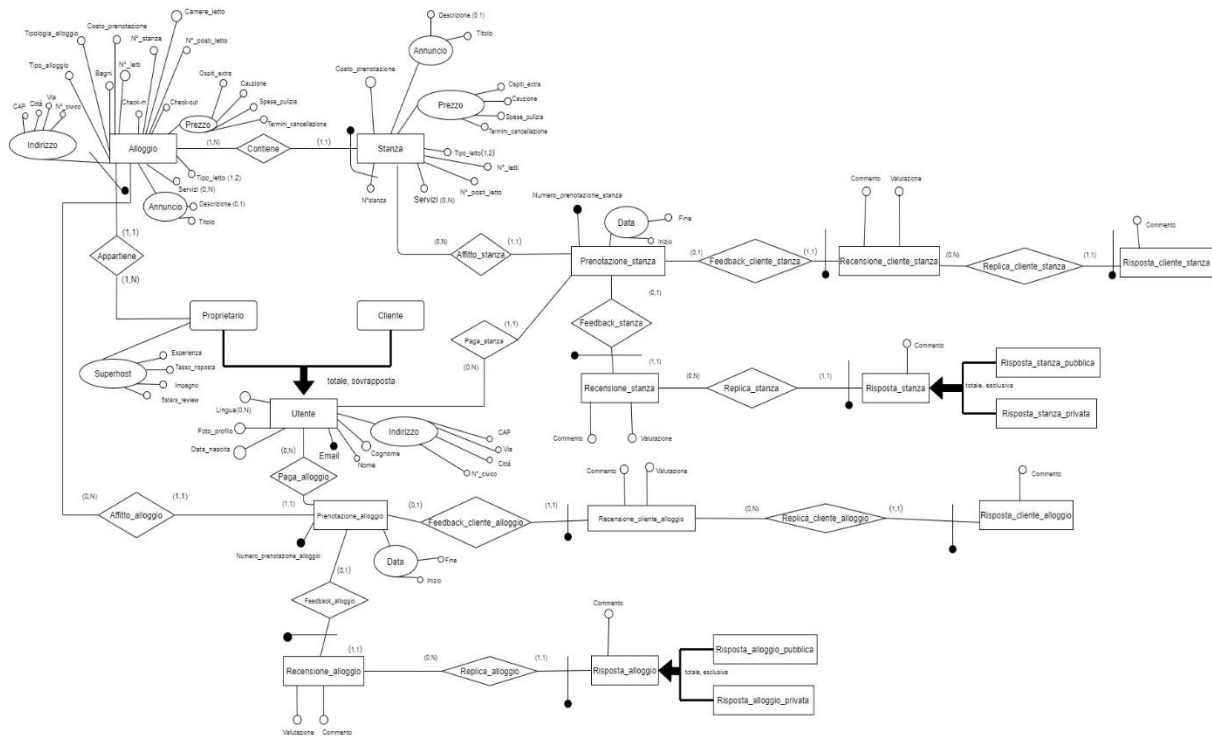 Camere_letto
Costo_prenotazione
Tipologia_alloggio
N°_stanze
N°_posti_letto
Tipo_alloggio
Bagni
N°_letti
Check-in
Check-out
Ospiti_extra
Cauzione
Spese_pulizia
Termini_cancellazione
Prezzo
CAP
Città
Via
N°_civico
Indirizzo
Alloggio
(1,N)
Contiene
(1,1)
Tipo_letto (1,2)
Servizi (0,N)
Annuncio
Descrizione (0,1)
Titolo
Descrizione (0,1)
Titolo
Annuncio
Costo_prenotazione
Ospiti_extra
Cauzione
Spese_pulizia
Termini_cancellazione
Prezzo
Stanza
Tipo_letto(1,2)
N°_letti
N°_posti_letto
N°stanza
Servizi (0,N)
(1,1)
Appartiene
(1,N)
(0,N)
Affitto_stanza
(1,1)
Numero_prenotazione_stanza
Data
Fine
Inizio
Prenotazione_stanza
(0,1)
Feedback_cliente_stanza
(1,1)
Commento
Valutazione
Recensione_cliente_stanza
(0,N)
Replica_cliente_stanza
(1,1)
Commento
Risposta_cliente_stanza
Proprietario
Cliente
Superhost
Esperienza
Tasso_risposta
Impegno
5stars_review
totale, sovrapposta
(1,1)
Paga_stanza
(0,N)
(0,1)
Feedback_stanza
(1,1)
Recensione_stanza
Commento
Valutazione
(0,N)
Replica_stanza
(1,1)
Commento
Risposta_stanza
totale, esclusiva
Risposta_stanza_pubblica
Risposta_stanza_privata
Lingua(0,N)
Foto_profilo
Data_nascita
Utente
Email
Nome
Cognome
Indirizzo
CAP
Via
Città
N°_civico
(0,N)
Paga_alloggio
(1,1)
(0,N)
Affitto_alloggio
(1,1)
Prenotazione_alloggio
Numero_prenotazione_alloggio
Data
Fine
Inizio
(0,1)
Feedback_cliente_alloggio
(1,1)
Commento
Valutazione
Recensione_cliente_alloggio
(0,N)
Replica_cliente_alloggio
(1,1)
Commento
Risposta_cliente_alloggio
(0,1)
Feedback_alloggio
(1,1)
Recensione_alloggio
Valutazione
Commento
(0,N)
Replica_alloggio
(1,1)
Commento
Risposta_alloggio
totale, esclusiva
Risposta_alloggio_pubblica
Risposta_alloggio_privata